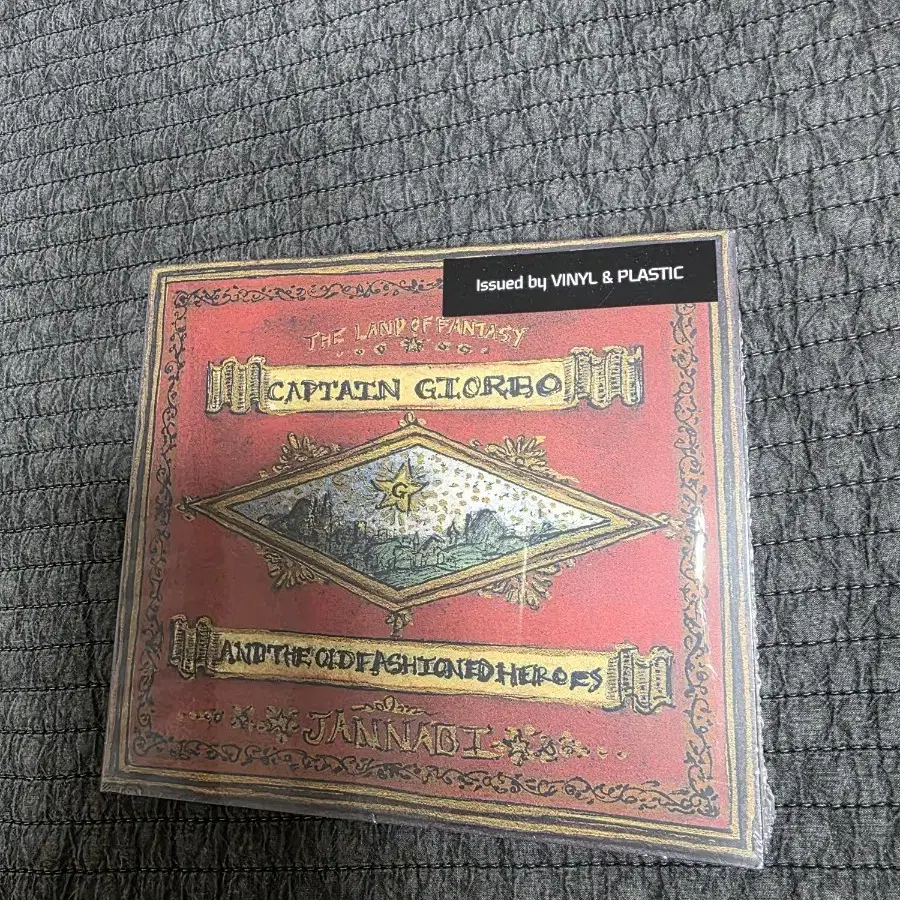 Issued by VINYL & PLASTIC
THE LAND OF FANTASY
CAPTAIN GIORBO
G
AND THE OLD FASHIONED HEROES
JANNABI